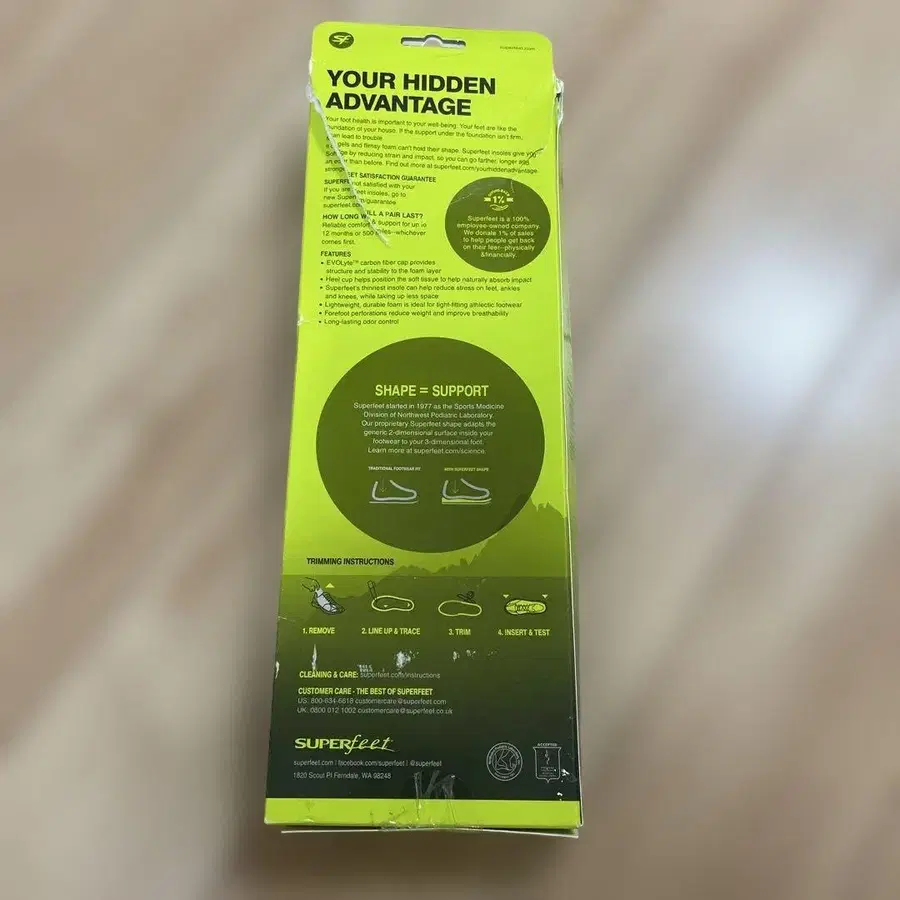 SF
superfeet.com
YOUR HIDDEN
ADVANTAGE
Your foot health is important to your well-being. Your feet are like the
foundation of your house. If the support under the foundation isn't firm,
can lead to trouble
gels and flimsy foam can't hold their shape. Superfeet insoles give you
by reducing strain and impact, so you can go farther, longer and
than before. Find out more at superfeet.com/yourhiddenadvantage.
FEET SATISFACTION GUARANTEE
If you are not satisfied with your
new Superfeet insoles, go to
superfeet.com/guarantee
HOW LONG WILL A PAIR LAST?
Reliable comfort & support for up to
12 months or 500 miles—whichever
comes first.
1%
Superfeet is a 100%
employee-owned company.
We donate 1% of sales
to help people get back
on their feet--physically
&financially.
FEATURES
• EVOLyte™ carbon fiber cap provides
structure and stability to the foam layer
• Heel cup helps position the soft tissue to help naturally absorb impact
• Superfeet's thinnest insole can help reduce stress on feet, ankles
and knees, while taking up less space
• Lightweight, durable foam is ideal for tight-fitting athletic footwear
• Forefoot perforations reduce weight and improve breathability
• Long-lasting odor control
SHAPE = SUPPORT
Superfeet started in 1977 as the Sports Medicine
Division of Northwest Podiatric Laboratory.
Our proprietary Superfeet shape adapts the
generic 2-dimensional surface inside your
footwear to your 3-dimensional foot.
Learn more at superfeet.com/science.
TRADITIONAL FOOTWEAR FIT
WITH SUPERFEET SHAPE
TRIMMING INSTRUCTIONS
1. REMOVE
2. LINE UP & TRACE
3. TRIM
4. INSERT & TEST
CLEANING & CARE: superfeet.com/instructions
CUSTOMER CARE - THE BEST OF SUPERFEET
US: 800-634-6618 customercare@superfeet.com
UK: 0800 012 1002 customercare@superfeet.co.uk
SUPERfeet
superfeet.com | facebook.com/superfeet | @superfeet
1820 Scout Pl Ferndale, WA 98248
ACCEPTED